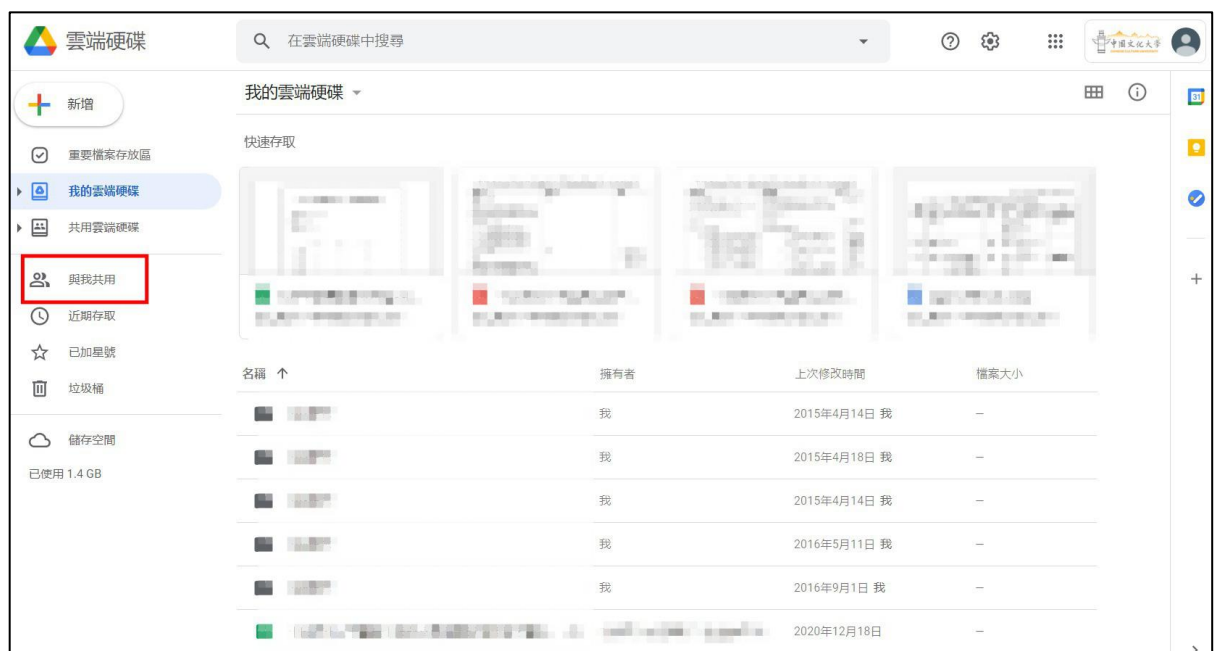 雲端硬碟
在雲端硬碟中搜尋
中國文化大學
新增
我的雲端硬碟
31
快速存取
重要檔案存放區
我的雲端硬碟
共用雲端硬碟
與我共用
近期存取
已加星號
垃圾桶
儲存空間
已使用 1.4 GB
名稱 擁有者 上次修改時間 檔案大小
我 2015年4月14日 我 —
我 2015年4月18日 我 —
我 2015年4月14日 我 —
我 2016年5月11日 我 —
我 2016年9月1日 我 —
2020年12月18日 —